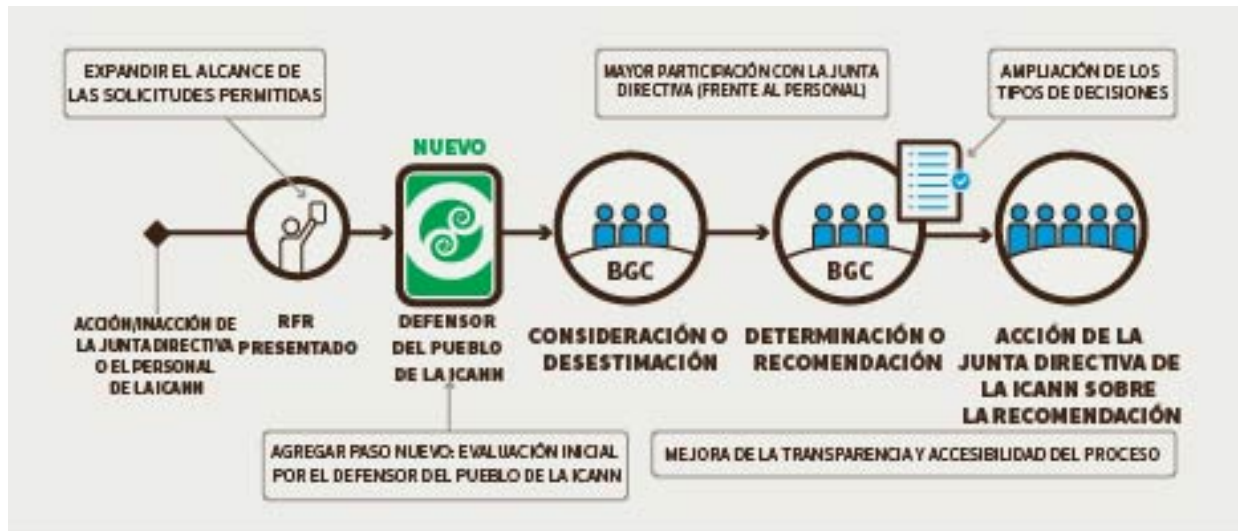 EXPANDIR EL ALCANCE DE
LAS SOLICITUDES PERMITIDAS
MAYOR PARTICIPACIÓN CON LA JUNTA
DIRECTIVA (FRENTE AL PERSONAL)
AMPLIACIÓN DE LOS
TIPOS DE DECISIONES
NUEVO
BGC
BGC
ACCIÓN/INACCIÓN DE
LA JUNTA DIRECTIVA
O EL PERSONAL
DE LA ICANN
RFR
PRESENTADO
DEFENSOR
DEL PUEBLO
DE LA ICANN
CONSIDERACIÓN O
DESESTIMACIÓN
DETERMINACIÓN O
RECOMENDACIÓN
ACCIÓN DE LA
JUNTA DIRECTIVA DE
LA ICANN SOBRE
LA RECOMENDACIÓN
AGREGAR PASO NUEVO: EVALUACIÓN INICIAL
POR EL DEFENSOR DEL PUEBLO DE LA ICANN
MEJORA DE LA TRANSPARENCIA Y ACCESIBILIDAD DEL PROCESO